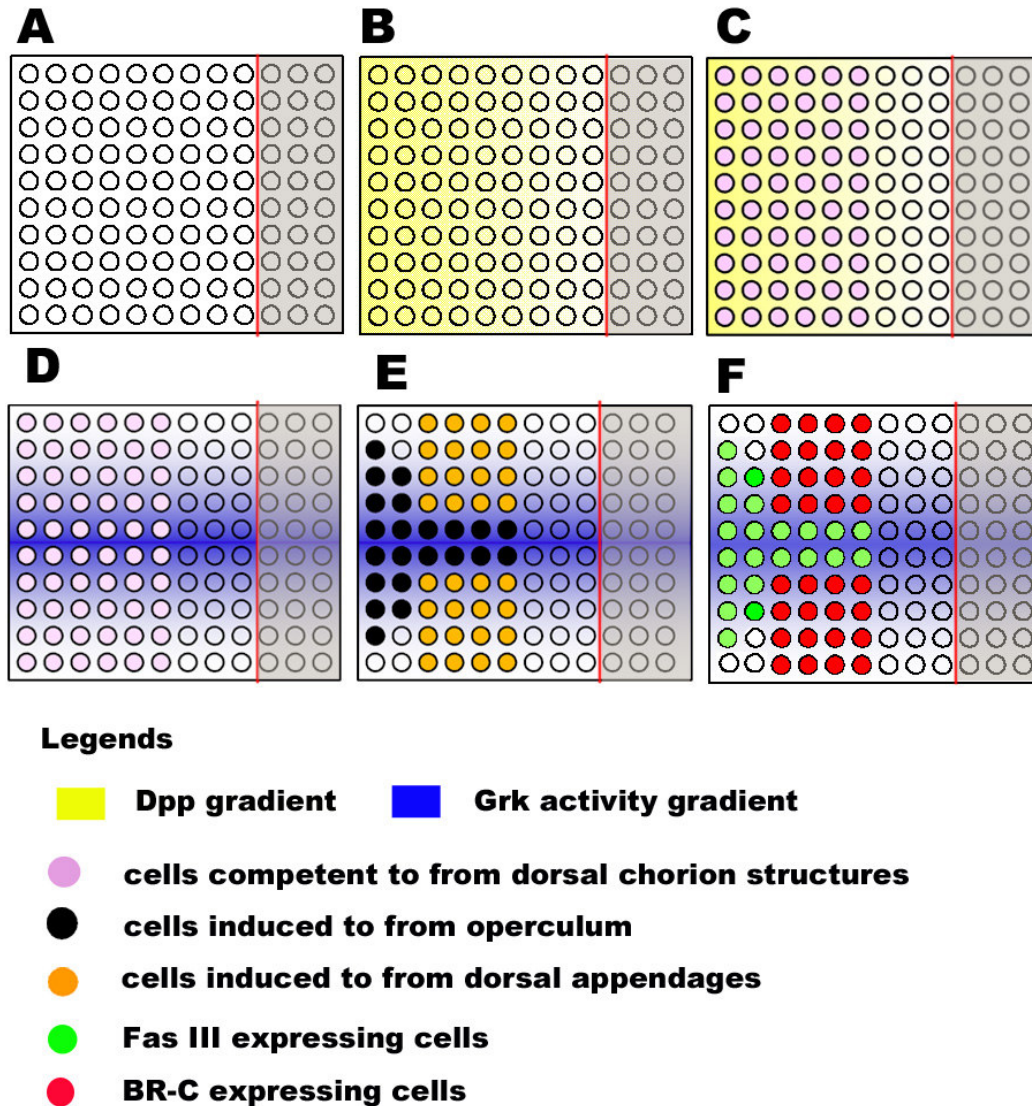 A B C
D E F
Legends
Dpp gradient Grk activity gradient
cells competent to from dorsal chorion structures
cells induced to from operculum
cells induced to from dorsal appendages
Fas III expressing cells
BR-C expressing cells